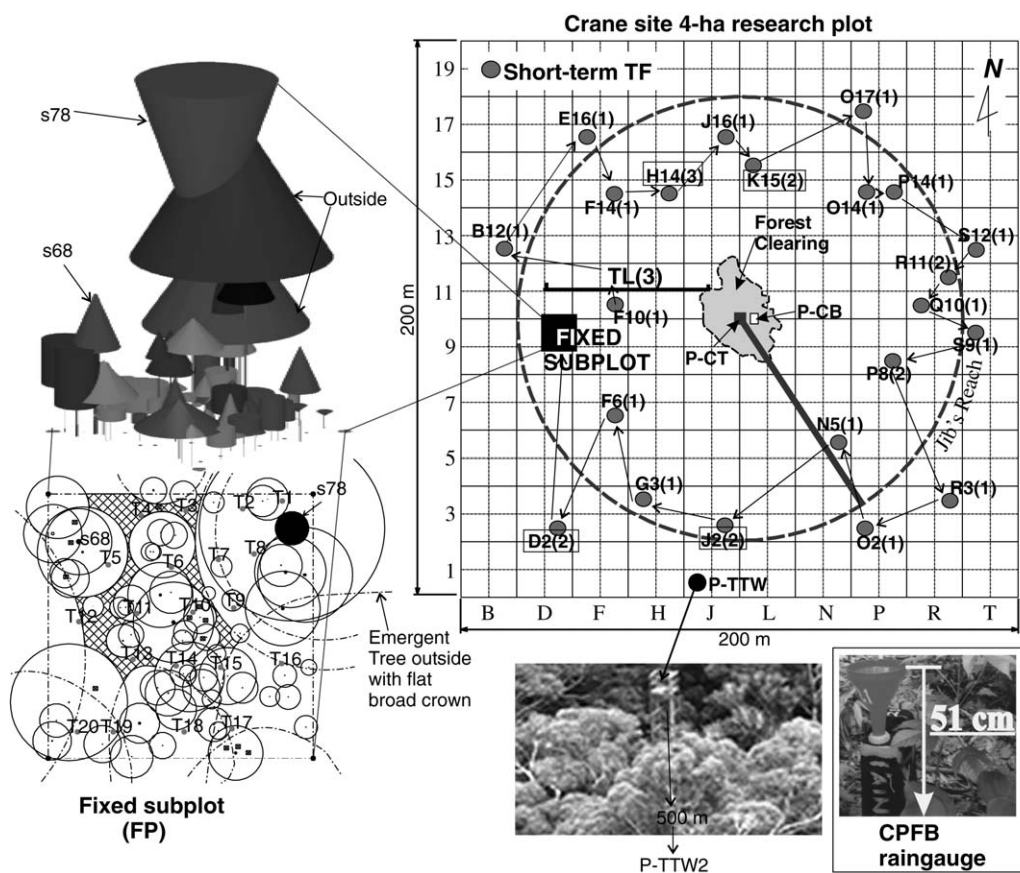 Crane site 4-ha research plot
s78
s68
Outside
200 m
19
17
15
13
11
9
7
5
3
1
Short-term TF
N
O17(1)
E16(1)
J16(1)
H14(3)
K15(2)
F14(1)
O14(1)
P14(1)
B12(1)
S12(1)
Forest
Clearing
R11(2)
TL(3)
F10(1)
Q10(1)
P-CB
S9(1)
FIXED
SUBPLOT
P-CT
P8(2)
Jib's Reach
F6(1)
N5(1)
G3(1)
R3(1)
D2(2)
J2(2)
O2(1)
P-TTW
B D F H J L N P R T
200 m
s78
T1
T2
T3
T4
s68
T5
T6
T7
T8
T9
T10
T11
T12
T13
T14
T15
T16
T17
T18
T19
T20
Emergent
Tree outside
with flat
broad crown
Fixed subplot
(FP)
500 m
P-TTW2
51 cm
CPFB
raingauge